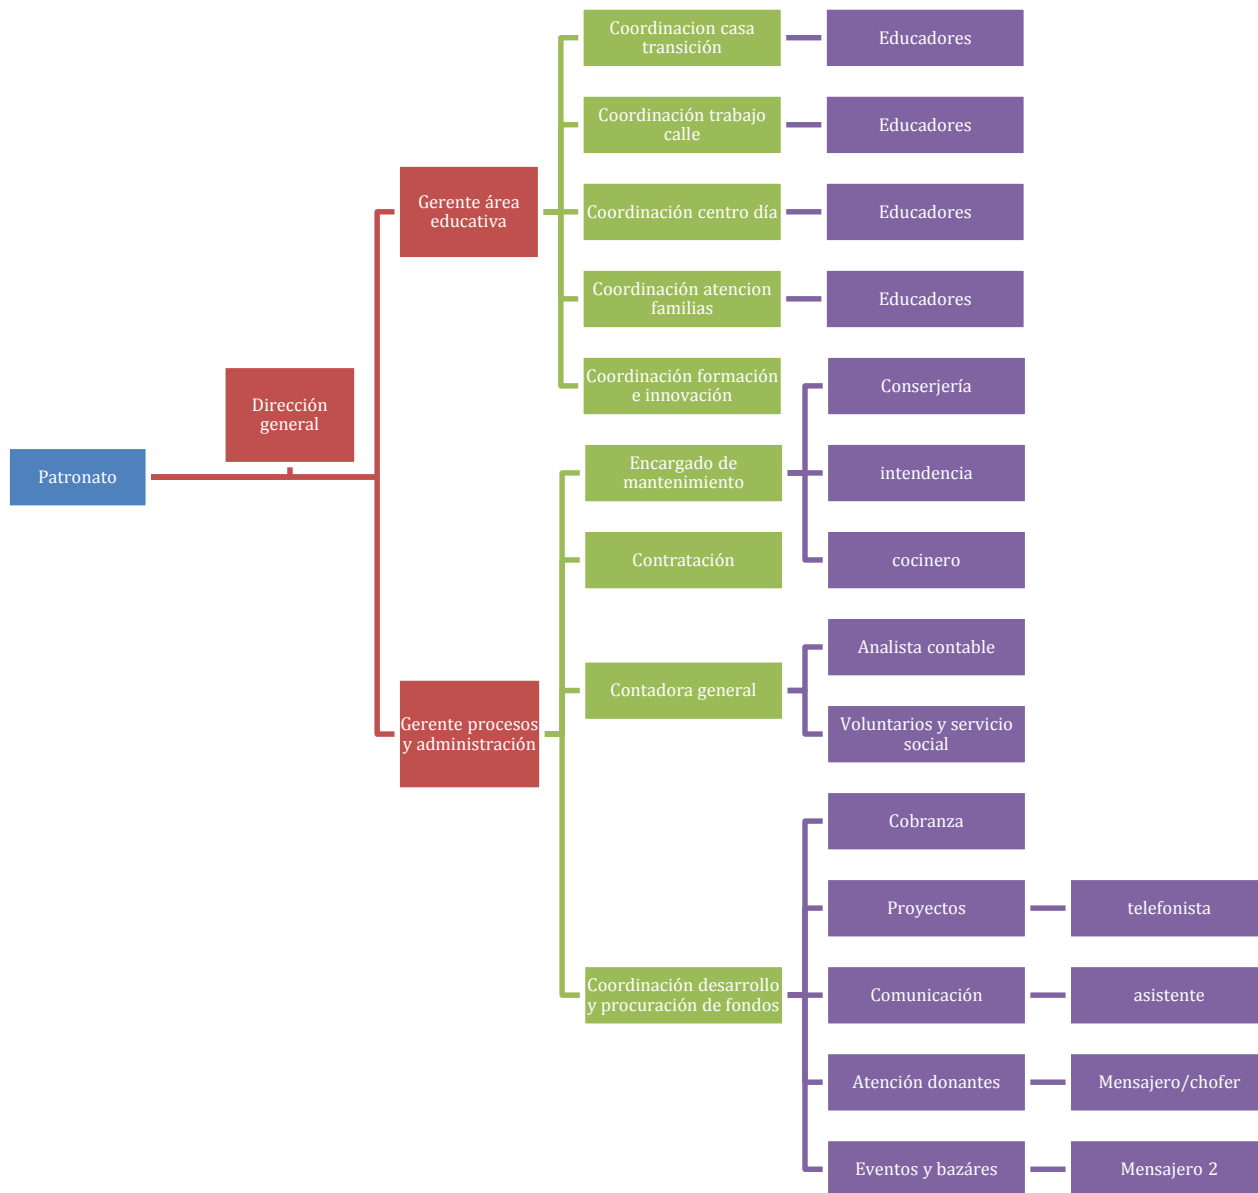 Patronato
Dirección
general
Gerente área
educativa
Coordinacion casa
transición
Educadores
Coordinación trabajo
calle
Educadores
Coordinación centro día
Educadores
Coordinación atencion
familias
Educadores
Coordinación formación
e innovación
Gerente procesos
y administración
Encargado de
mantenimiento
Conserjería
intendencia
cocinero
Contratación
Contadora general
Analista contable
Voluntarios y servicio
social
Coordinación desarrollo
y procuración de fondos
Cobranza
Proyectos
telefonista
Comunicación
asistente
Atención donantes
Mensajero/chofer
Eventos y bazáres
Mensajero 2